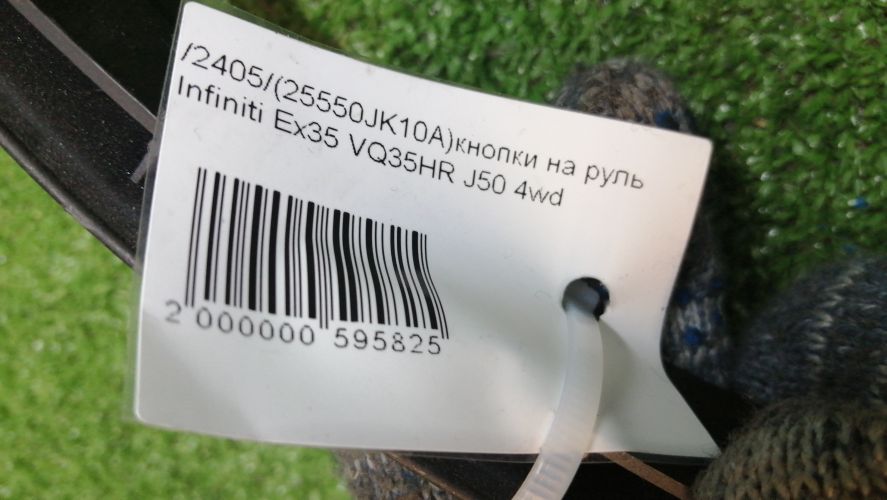 /2405/(25550JK10A)кнопки на руль
Infiniti Ex35 VQ35HR J50 4wd
2 000000 595825